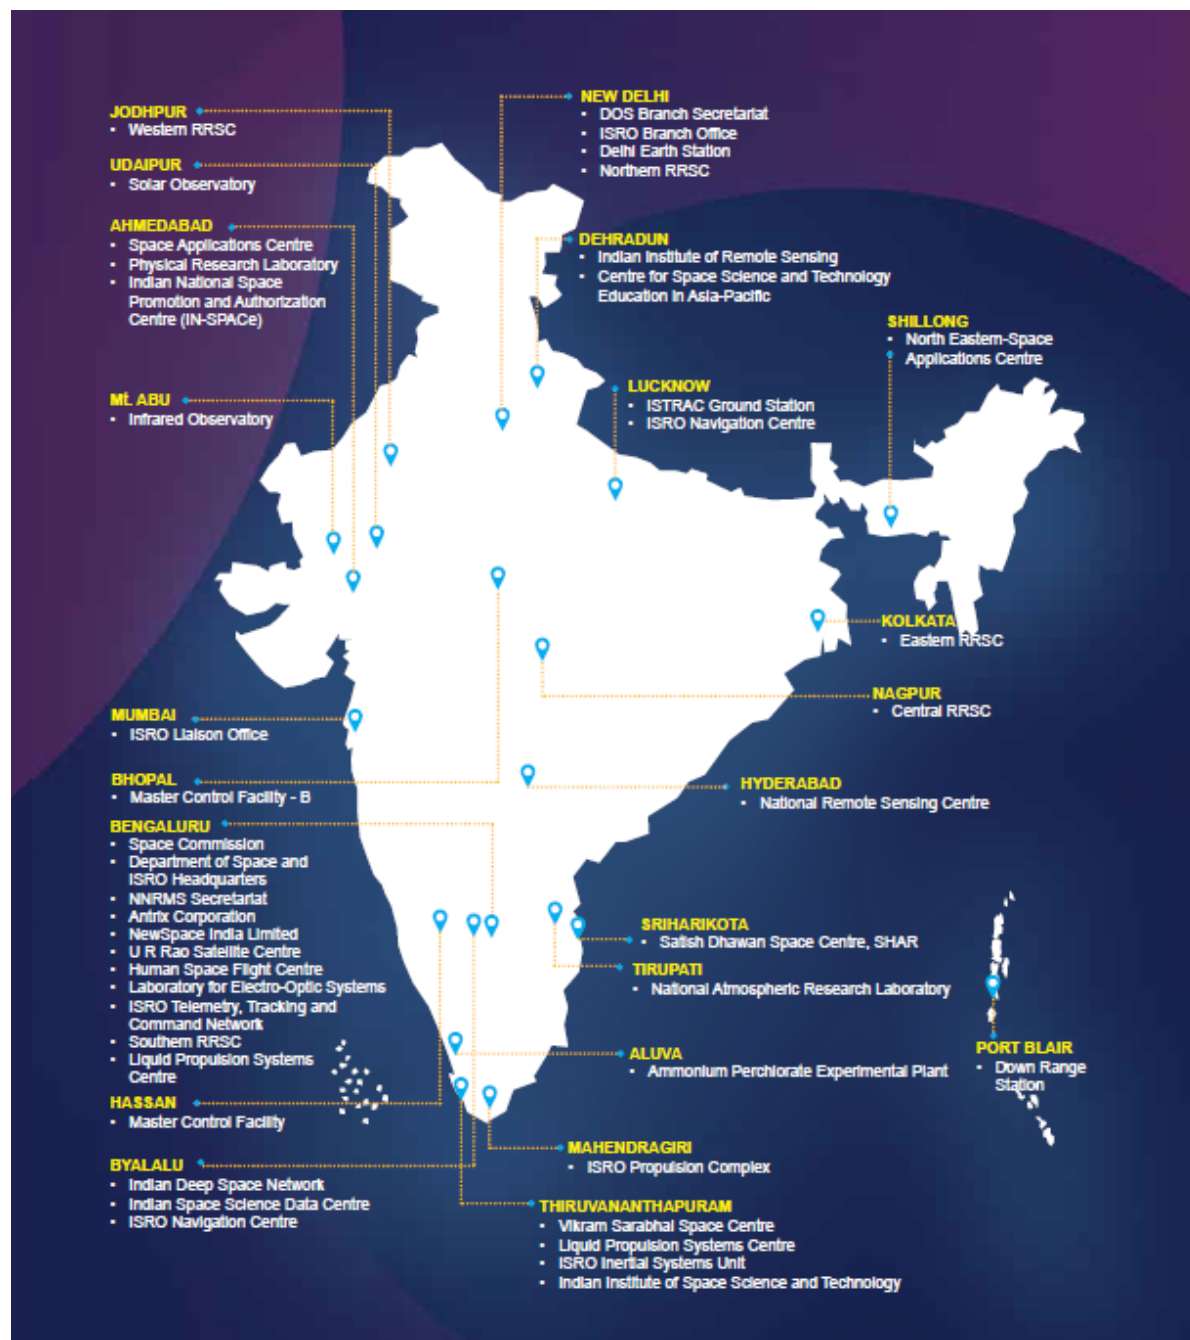 JODHPUR
• Western RRSC
UDAIPUR
• Solar Observatory
AHMEDABAD
• Space Applications Centre
• Physical Research Laboratory
• Indian National Space
Promotion and Authorization
Centre (IN-SPACe)
Mt. ABU
• Infrared Observatory
NEW DELHI
• DOS Branch Secretariat
• ISRO Branch Office
• Delhi Earth Station
• Northern RRSC
DEHRADUN
• Indian Institute of Remote Sensing
• Centre for Space Science and Technology
Education in Asia-Pacific
SHILLONG
• North Eastern-Space
Applications Centre
LUCKNOW
• ISTRAC Ground Station
• ISRO Navigation Centre
KOLKATA
• Eastern RRSC
NAGPUR
• Central RRSC
MUMBAI
• ISRO Liaison Office
BHOPAL
• Master Control Facility - B
HYDERABAD
• National Remote Sensing Centre
BENGALURU
• Space Commission
• Department of Space and
ISRO Headquarters
• NNRMS Secretariat
• Antrix Corporation
• NewSpace India Limited
• U R Rao Satellite Centre
• Human Space Flight Centre
• Laboratory for Electro-Optic Systems
• ISRO Telemetry, Tracking and
Command Network
• Southern RRSC
• Liquid Propulsion Systems
Centre
HASSAN
• Master Control Facility
BYALALU
• Indian Deep Space Network
• Indian Space Science Data Centre
• ISRO Navigation Centre
SRIHARIKOTA
• Satish Dhawan Space Centre, SHAR
TIRUPATI
• National Atmospheric Research Laboratory
ALUVA
• Ammonium Perchlorate Experimental Plant
PORT BLAIR
• Down Range
Station
MAHENDRAGIRI
• ISRO Propulsion Complex
THIRUVANANTHAPURAM
• Vikram Sarabhai Space Centre
• Liquid Propulsion Systems Centre
• ISRO Inertial Systems Unit
• Indian Institute of Space Science and Technology